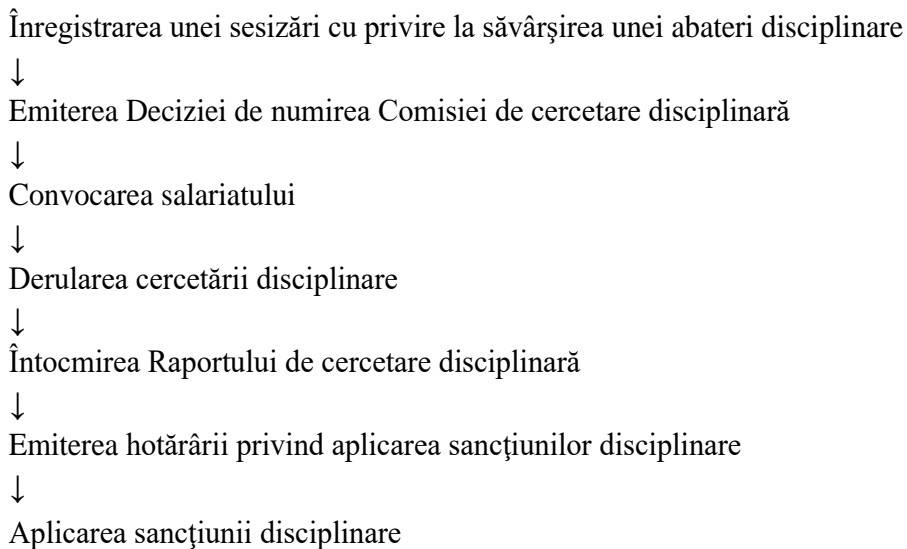 Înregistrarea unei sesizări cu privire la săvârşirea unei abateri disciplinare
↓
Emiterea Deciziei de numirea Comisiei de cercetare disciplinară
↓
Convocarea salariatului
↓
Derularea cercetării disciplinare
↓
Întocmirea Raportului de cercetare disciplinară
↓
Emiterea hotărârii privind aplicarea sancţiunilor disciplinare
↓
Aplicarea sancţiunii disciplinare